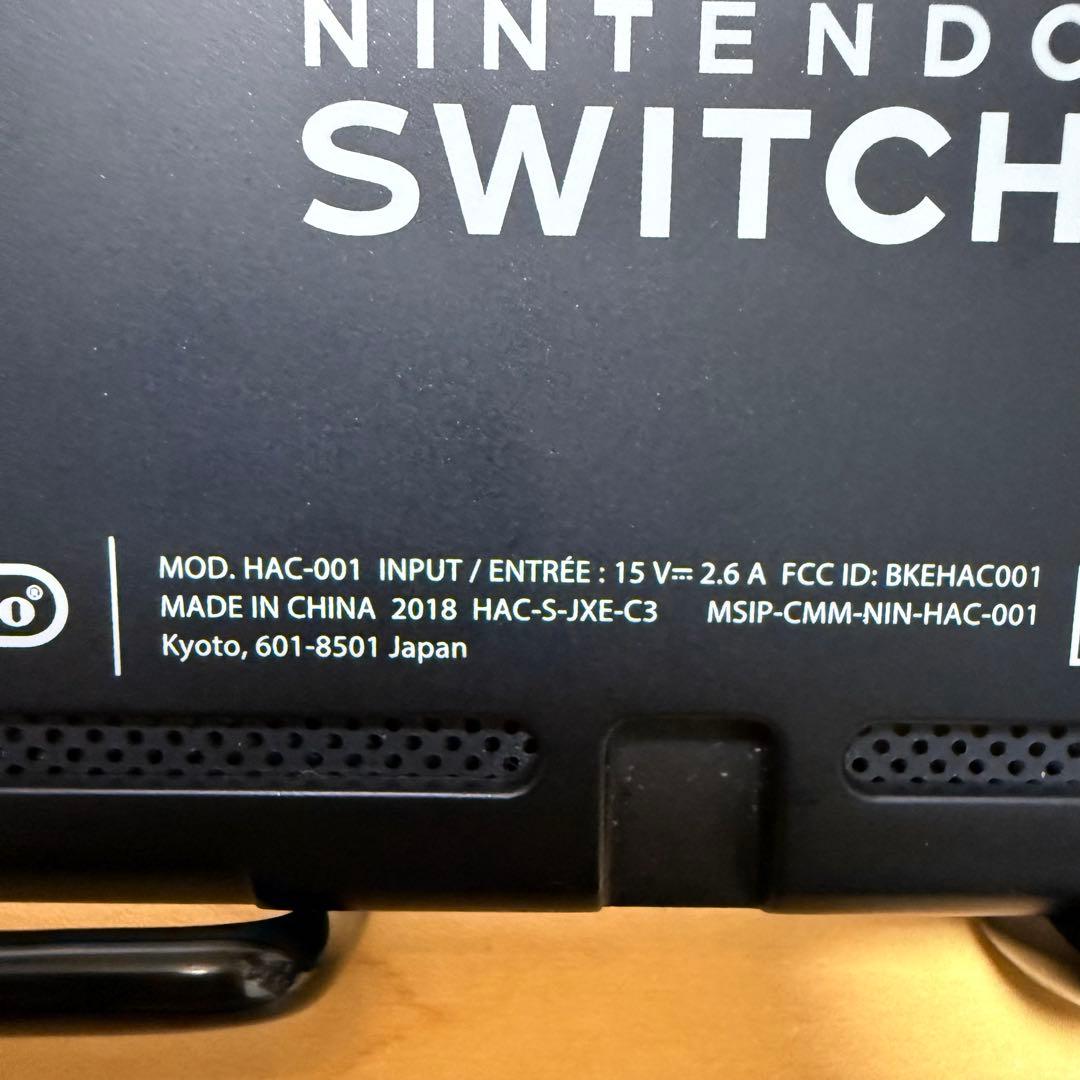 NINTENDO
SWITCH
MOD. HAC-001 INPUT / ENTRÉE : 15 V⎓ 2.6 A FCC ID: BKEHAC001
MADE IN CHINA 2018 HAC-S-JXE-C3 MSIP-CMM-NIN-HAC-001
Kyoto, 601-8501 Japan